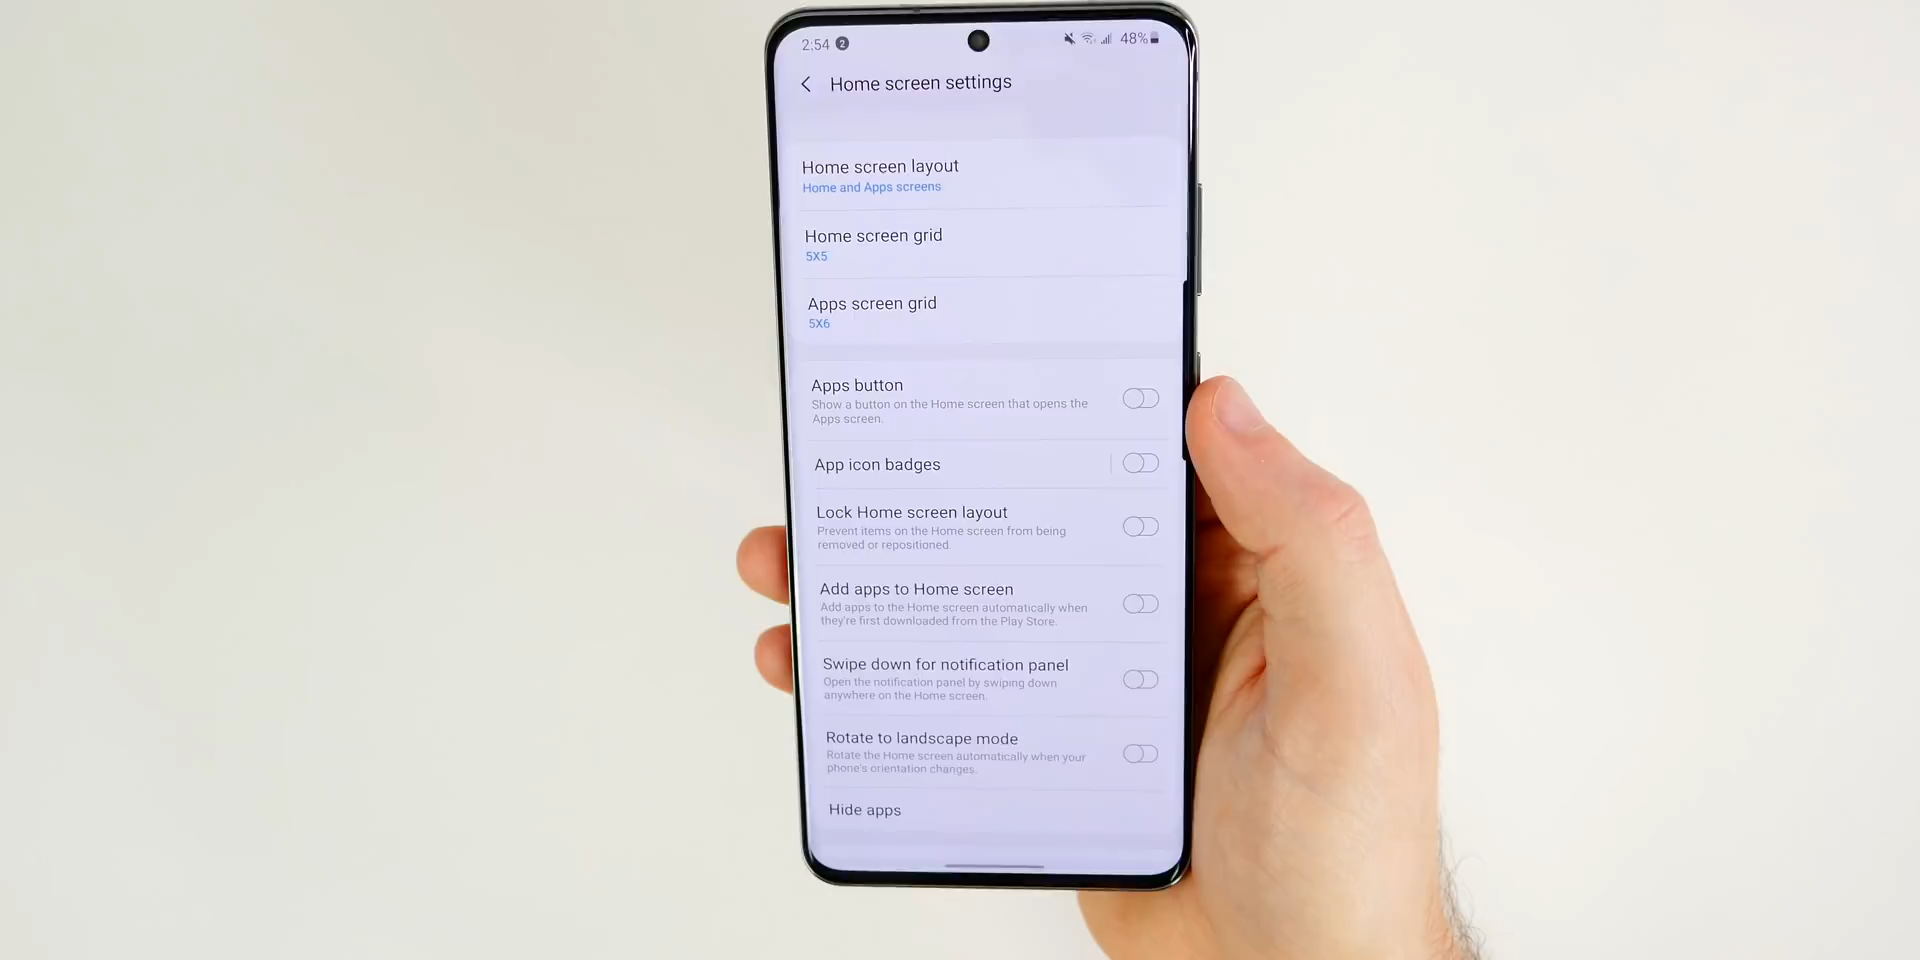 2:54 2 48%
Home screen settings
Home screen layout
Home and Apps screens
Home screen grid
5X5
Apps screen grid
5X6
Apps button
Show a button on the Home screen that opens the
Apps screen.
App icon badges
Lock Home screen layout
Prevent items on the Home screen from being
removed or repositioned.
Add apps to Home screen
Add apps to the Home screen automatically when
they're first downloaded from the Play Store.
Swipe down for notification panel
Open the notification panel by swiping down
anywhere on the Home screen.
Rotate to landscape mode
Rotate the Home screen automatically when your
phone's orientation changes.
Hide apps